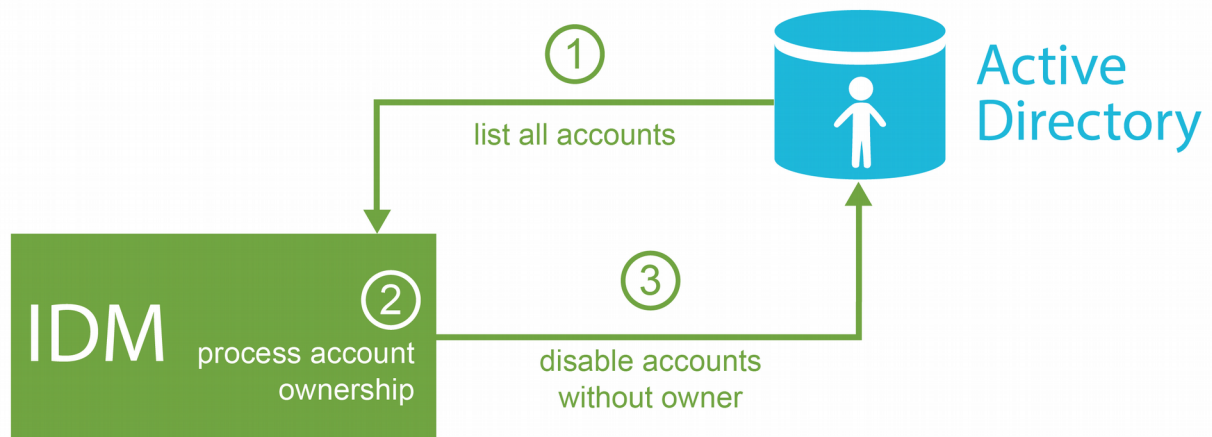 1
Active
Directory
list all accounts
IDM
2
process account
ownership
3
disable accounts
without owner